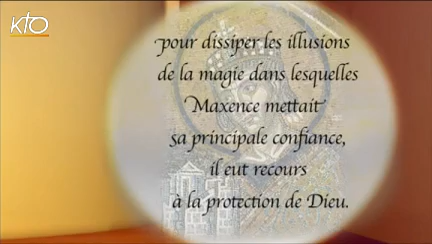 KTO
pour dissiper les illusions
de la magie dans lesquelles
Maxence mettait
sa principale confiance,
il eut recours
à la protection de Dieu.